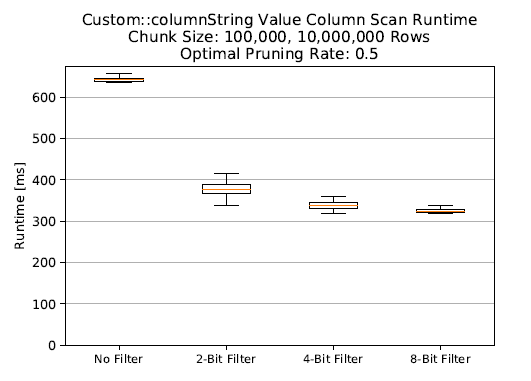 Custom::columnString Value Column Scan Runtime
Chunk Size: 100,000, 10,000,000 Rows
Optimal Pruning Rate: 0.5
Runtime [ms]
600
500
400
300
200
100
0
No Filter
2-Bit Filter
4-Bit Filter
8-Bit Filter